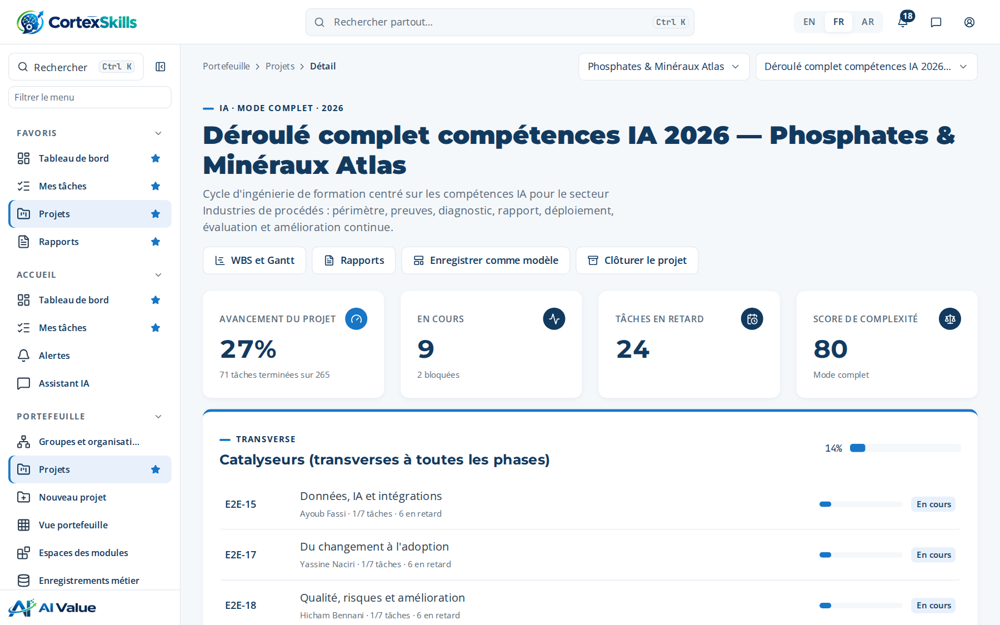 CortexSkills
Rechercher partout...
Ctrl K
EN
FR
AR
18
Rechercher
Ctrl K
Filtrer le menu
FAVORIS
Tableau de bord
Mes tâches
Projets
Rapports
ACCUEIL
Tableau de bord
Mes tâches
Alertes
Assistant IA
PORTEFEUILLE
Groupes et organisati...
Projets
Nouveau projet
Vue portefeuille
Espaces des modules
Enregistrements métier
AI AI Value
Portefeuille > Projets > Détail
Phosphates & Minéraux Atlas
Déroulé complet compétences IA 2026...
IA · MODE COMPLET · 2026
Déroulé complet compétences IA 2026 — Phosphates &
Minéraux Atlas
Cycle d'ingénierie de formation centré sur les compétences IA pour le secteur
Industries de procédés : périmètre, preuves, diagnostic, rapport, déploiement,
évaluation et amélioration continue.
WBS et Gantt
Rapports
Enregistrer comme modèle
Clôturer le projet
AVANCEMENT DU PROJET
27%
71 tâches terminées sur 265
EN COURS
9
2 bloquées
TÂCHES EN RETARD
24
SCORE DE COMPLEXITÉ
80
Mode complet
TRANSVERSE
Catalyseurs (transverses à toutes les phases)
14%
E2E-15
Données, IA et intégrations
Ayoub Fassi · 1/7 tâches · 6 en retard
En cours
E2E-17
Du changement à l'adoption
Yassine Naciri · 1/7 tâches · 6 en retard
En cours
E2E-18
Qualité, risques et amélioration
Hicham Bennani · 1/7 tâches · 6 en retard
En cours